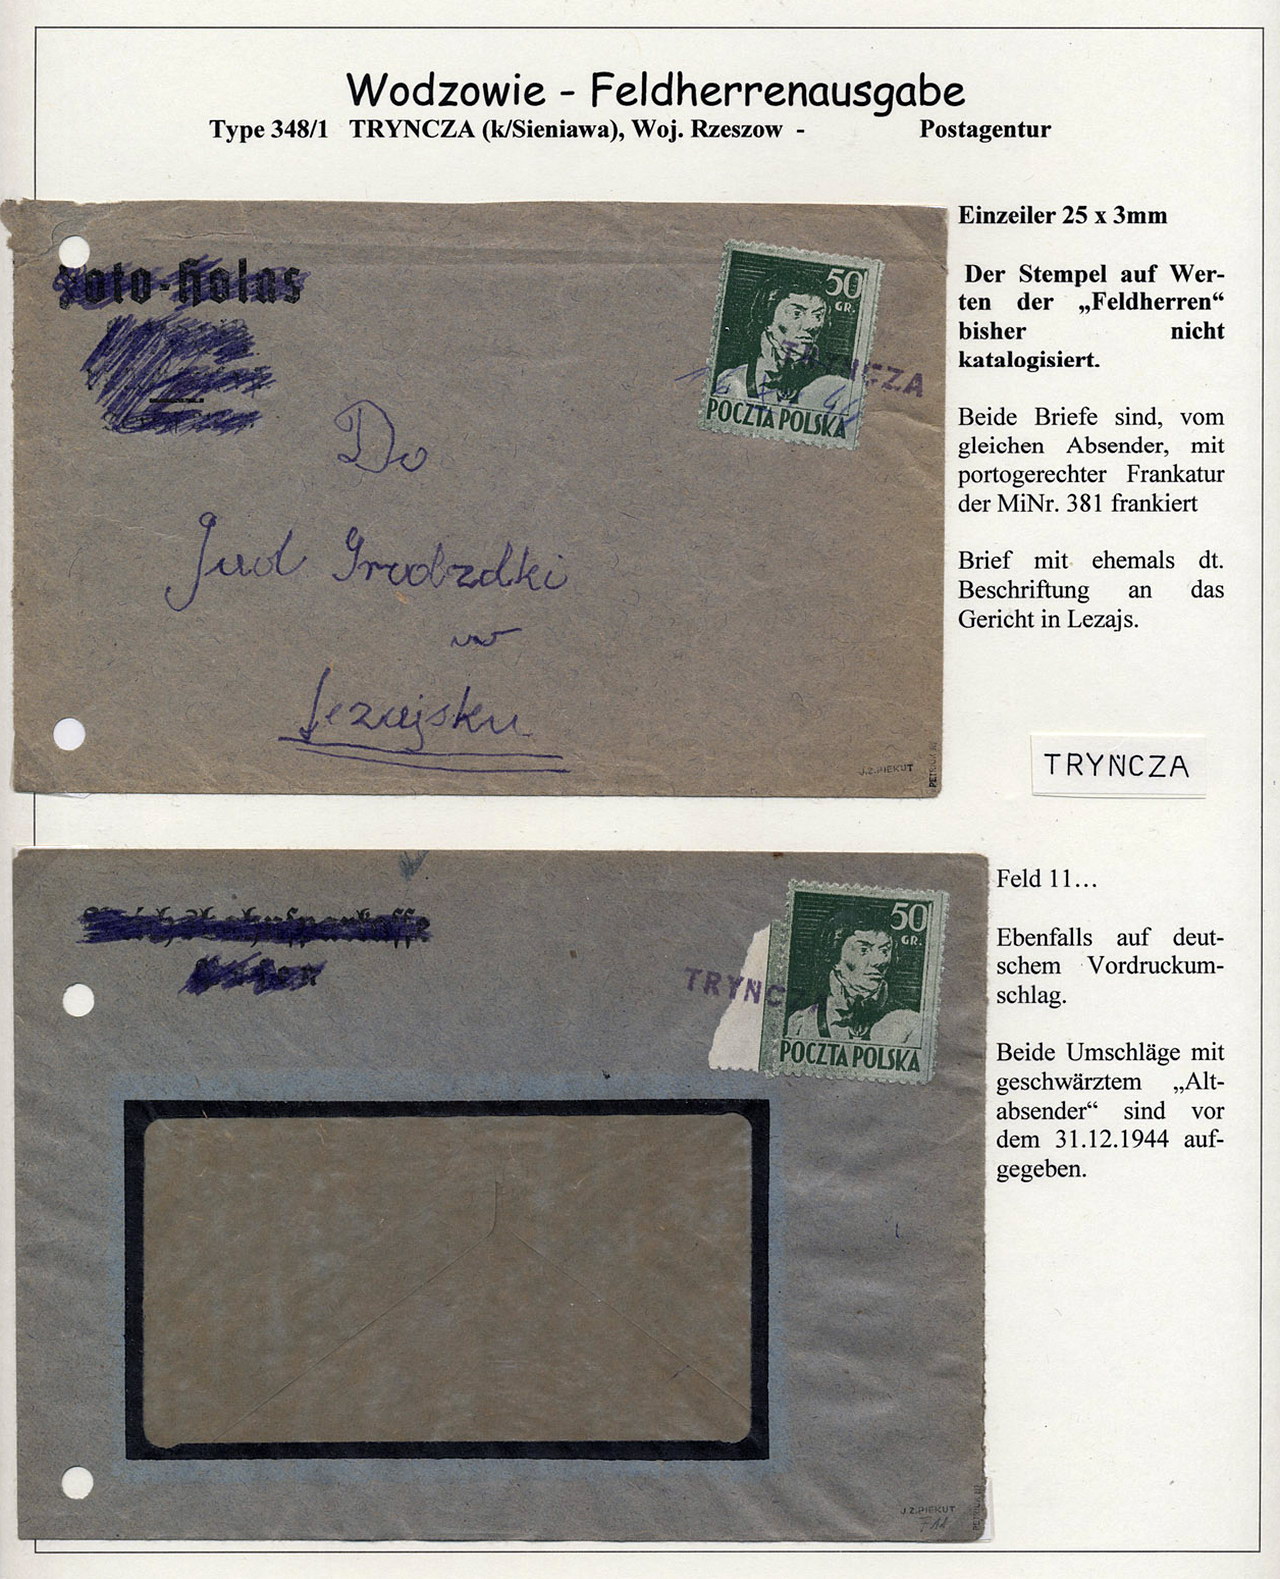 Wodzowie - Feldherrenausgabe
Type 348/1 TRYNCZA (k/Sieniawa), Woj. Rzeszow - Postagentur
Einzeiler 25 x 3mm
Der Stempel auf Wer-
ten der „Feldherren“
bisher nicht
katalogisiert.
Beide Briefe sind, vom
gleichen Absender, mit
portogerechter Frankatur
der MiNr. 381 frankiert
Brief mit ehemals dt.
Beschriftung an das
Gericht in Lezajs.
Foto-Holas
50
GR.
TRYNCZA
POCZTA POLSKA
Do
Grodzdki
w
Lezajsku
J.Z.PIEKUT
TRYŃCZA
Feld 11…
Ebenfalls auf deut-
schem Vordruckum-
schlag.
Beide Umschläge mit
geschwärztem „Alt-
absender“ sind vor
dem 31.12.1944 auf-
gegeben.
50
GR.
TRYNCZA
POCZTA POLSKA
J.Z.PIEKUT